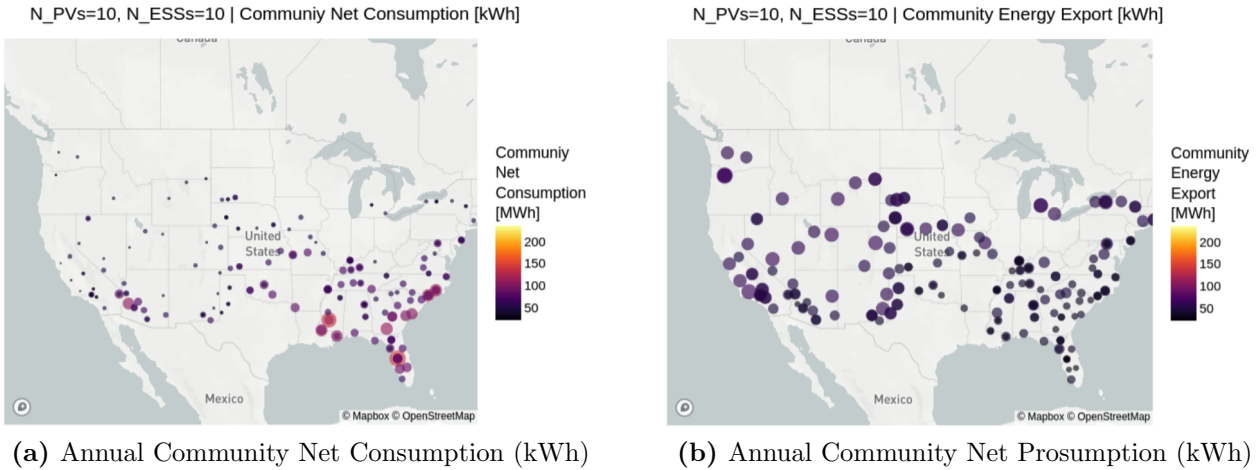 N_PVs=10, N_ESSs=10 | Communiy Net Consumption [kWh]
Canada
United
States
Mexico
© Mapbox © OpenStreetMap
Communiy
Net
Consumption
[MWh]
200
150
100
50
(a) Annual Community Net Consumption (kWh)
N_PVs=10, N_ESSs=10 | Community Energy Export [kWh]
Canada
United
States
Mexico
© Mapbox © OpenStreetMap
Community
Energy
Export
[MWh]
200
150
100
50
(b) Annual Community Net Prosumption (kWh)